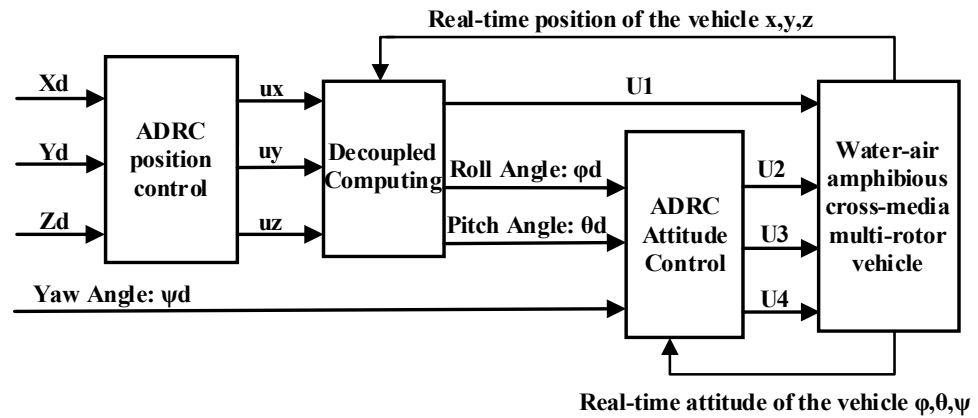 Real-time position of the vehicle x,y,z
Xd
Yd
Zd
ADRC
position
control
ux
uy
uz
Decoupled
Computing
U1
Roll Angle: φd
Pitch Angle: θd
Yaw Angle: ψd
ADRC
Attitude
Control
U2
U3
U4
Water-air
amphibious
cross-media
multi-rotor
vehicle
Real-time attitude of the vehicle φ,θ,ψ